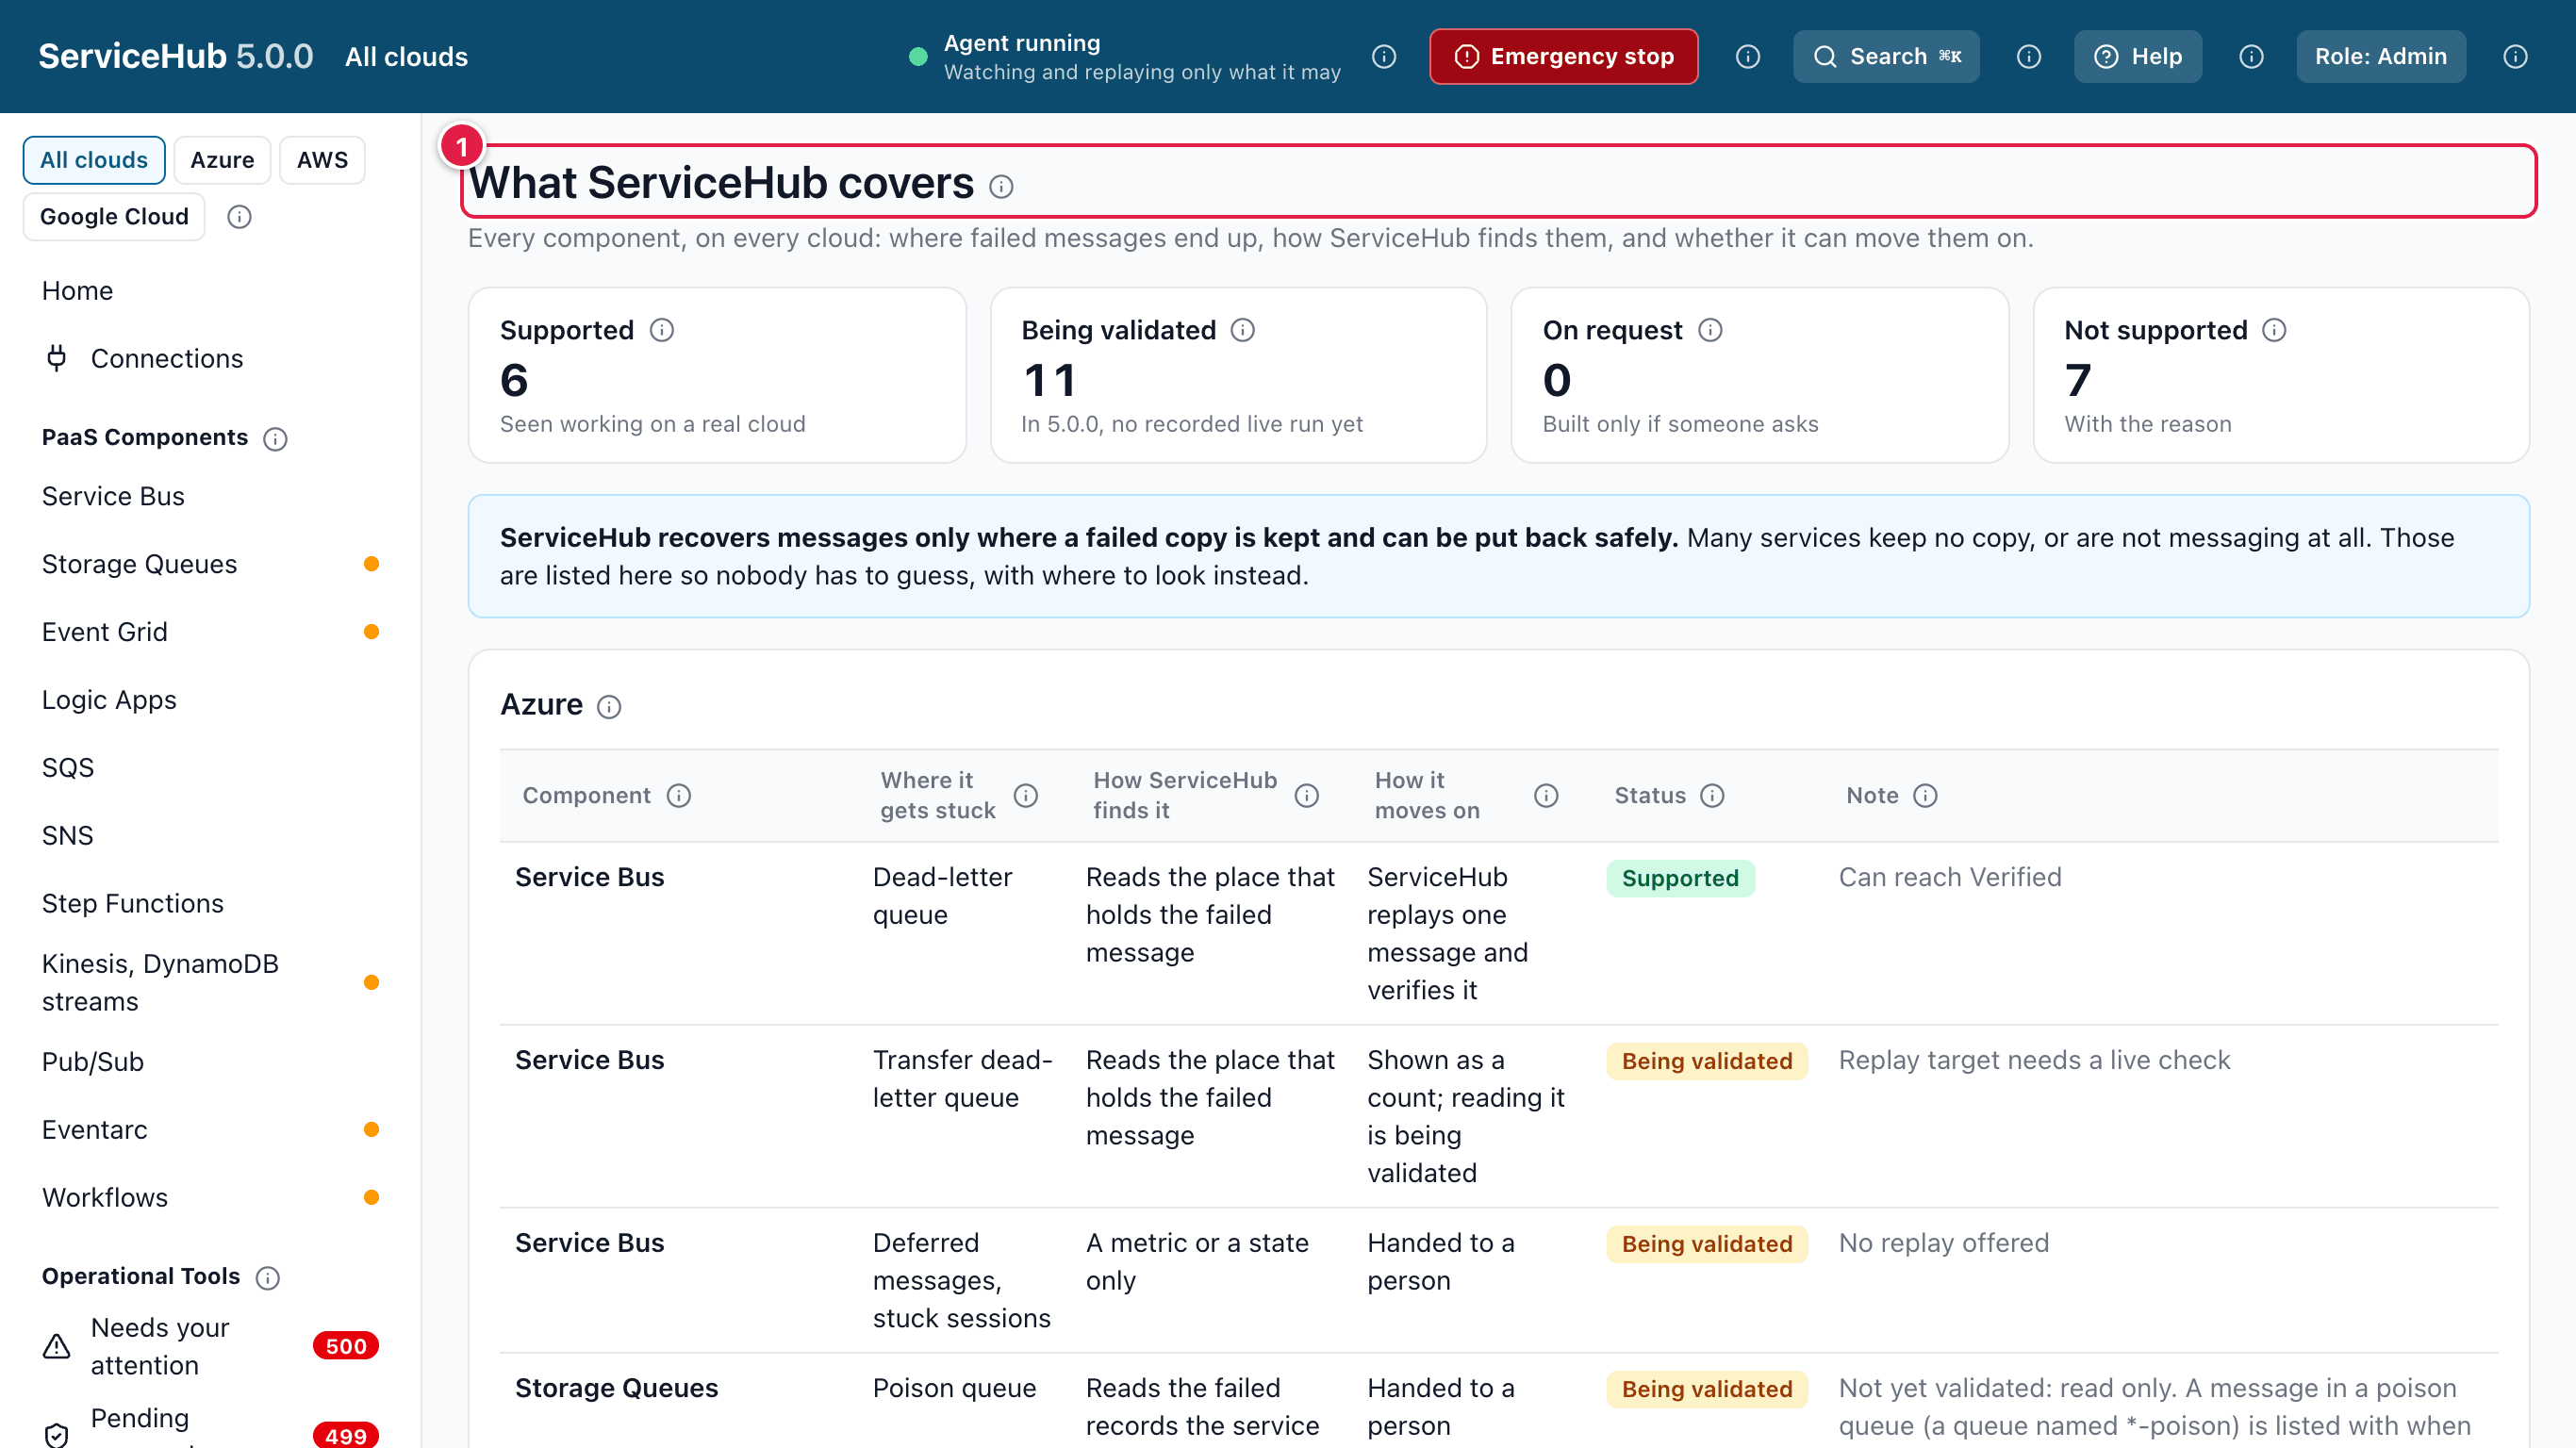 ServiceHub 5.0.0 All clouds
Agent running
Watching and replaying only what it may
Emergency stop
Search ⌘K
Help
Role: Admin
All clouds
Azure
AWS
Google Cloud
Home
Connections
PaaS Components
Service Bus
Storage Queues
Event Grid
Logic Apps
SQS
SNS
Step Functions
Kinesis, DynamoDB
streams
Pub/Sub
Eventarc
Workflows
Operational Tools
Needs your
attention
500
Pending
499
1
What ServiceHub covers
Every component, on every cloud: where failed messages end up, how ServiceHub finds them, and whether it can move them on.
Supported
6
Seen working on a real cloud
Being validated
11
In 5.0.0, no recorded live run yet
On request
0
Built only if someone asks
Not supported
7
With the reason
ServiceHub recovers messages only where a failed copy is kept and can be put back safely. Many services keep no copy, or are not messaging at all. Those
are listed here so nobody has to guess, with where to look instead.
Azure
Component
Where it
gets stuck
How ServiceHub
finds it
How it
moves on
Status
Note
Service Bus
Dead-letter
queue
Reads the place that
holds the failed
message
ServiceHub
replays one
message and
verifies it
Supported
Can reach Verified
Service Bus
Transfer dead-
letter queue
Reads the place that
holds the failed
message
Shown as a
count; reading it
is being
validated
Being validated
Replay target needs a live check
Service Bus
Deferred
messages,
stuck sessions
A metric or a state
only
Handed to a
person
Being validated
No replay offered
Storage Queues
Poison queue
Reads the failed
records the service
Handed to a
person
Being validated
Not yet validated: read only. A message in a poison
queue (a queue named *-poison) is listed with when